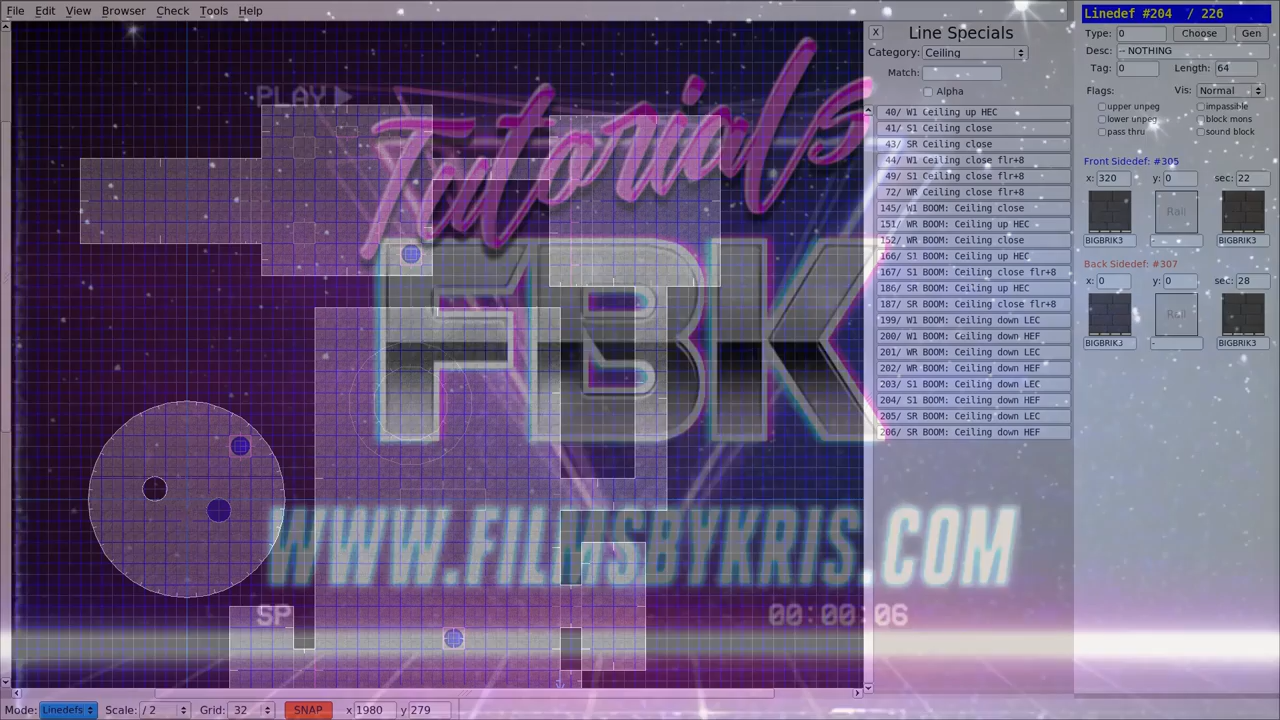 File Edit View Browser Check Tools Help
Linedef #204 / 226
Type: 0 Choose Gen
Desc: -- NOTHING
Tag: 0 Length: 64
Flags: Vis: Normal
upper unpeg impassible
lower unpeg block mons
pass thru sound block
Front Sidedef: #305
x: 320 y: 0 sec: 22
Rail
BIGBRIK3 - BIGBRIK3
Back Sidedef: #307
x: 0 y: 0 sec: 28
Rail
BIGBRIK3 - BIGBRIK3
X Line Specials
Category: Ceiling
Match:
Alpha
40/ W1 Ceiling up HEC
41/ S1 Ceiling close
43/ SR Ceiling close
44/ W1 Ceiling close flr+8
49/ S1 Ceiling close flr+8
72/ WR Ceiling close flr+8
145/ W1 BOOM: Ceiling close
151/ WR BOOM: Ceiling up HEC
152/ WR BOOM: Ceiling close
166/ S1 BOOM: Ceiling up HEC
167/ S1 BOOM: Ceiling close flr+8
186/ SR BOOM: Ceiling up HEC
187/ SR BOOM: Ceiling close flr+8
199/ W1 BOOM: Ceiling down LEC
200/ W1 BOOM: Ceiling down HEF
201/ WR BOOM: Ceiling down LEC
202/ WR BOOM: Ceiling down HEF
203/ S1 BOOM: Ceiling down LEC
204/ S1 BOOM: Ceiling down HEF
205/ SR BOOM: Ceiling down LEC
206/ SR BOOM: Ceiling down HEF
PLAY
Tutorials
FBK
WWW.FILMSBYKRIS.COM
SP 00:00:06
Mode: Linedefs Scale: / 2 Grid: 32 SNAP x 1980 y 279